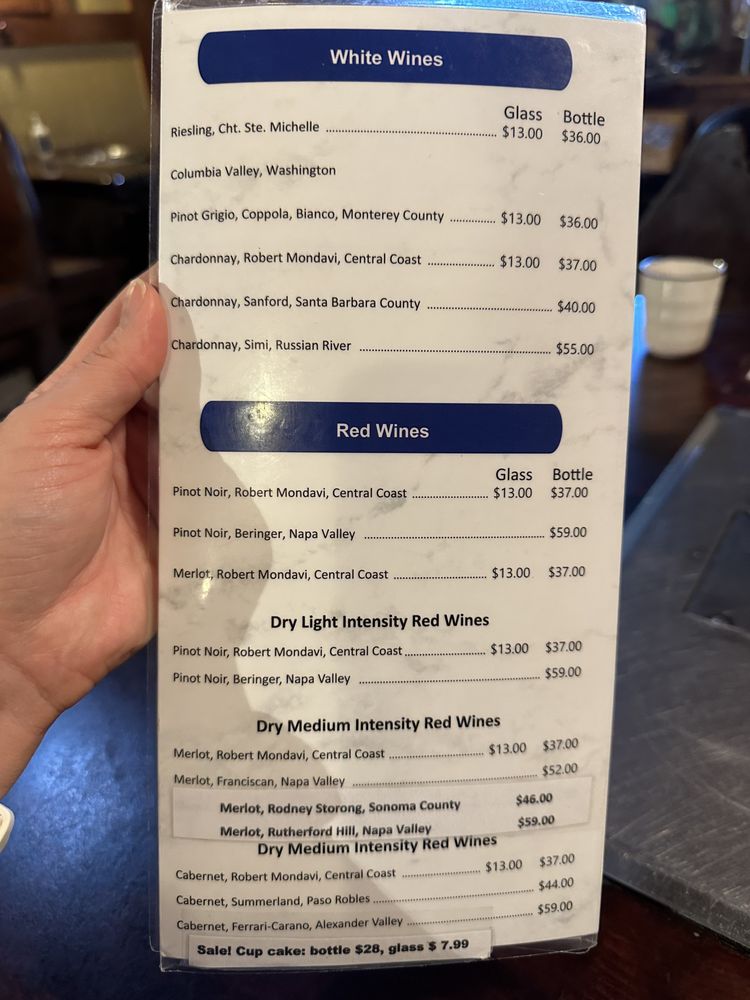 White Wines
Glass Bottle
Riesling, Cht. Ste. Michelle ........................................................ $13.00 $36.00
Columbia Valley, Washington
Pinot Grigio, Coppola, Bianco, Monterey County ............... $13.00 $36.00
Chardonnay, Robert Mondavi, Central Coast ...................... $13.00 $37.00
Chardonnay, Sanford, Santa Barbara County .......................................... $40.00
Chardonnay, Simi, Russian River ................................................................ $55.00
Red Wines
Glass Bottle
Pinot Noir, Robert Mondavi, Central Coast ......................... $13.00 $37.00
Pinot Noir, Beringer, Napa Valley ............................................................. $59.00
Merlot, Robert Mondavi, Central Coast ............................... $13.00 $37.00
Dry Light Intensity Red Wines
Pinot Noir, Robert Mondavi, Central Coast........................... $13.00 $37.00
Pinot Noir, Beringer, Napa Valley ............................................................. $59.00
Dry Medium Intensity Red Wines
Merlot, Robert Mondavi, Central Coast ............................... $13.00 $37.00
Merlot, Franciscan, Napa Valley ............................................................... $52.00
Merlot, Rodney Storong, Sonoma County $46.00
Merlot, Rutherford Hill, Napa Valley $59.00
Dry Medium Intensity Red Wines
Cabernet, Robert Mondavi, Central Coast ........................... $13.00 $37.00
Cabernet, Summerland, Paso Robles ...................................................... $44.00
Cabernet, Ferrari-Carano, Alexander Valley ........................................... $59.00
Sale! Cup cake: bottle $28, glass $ 7.99